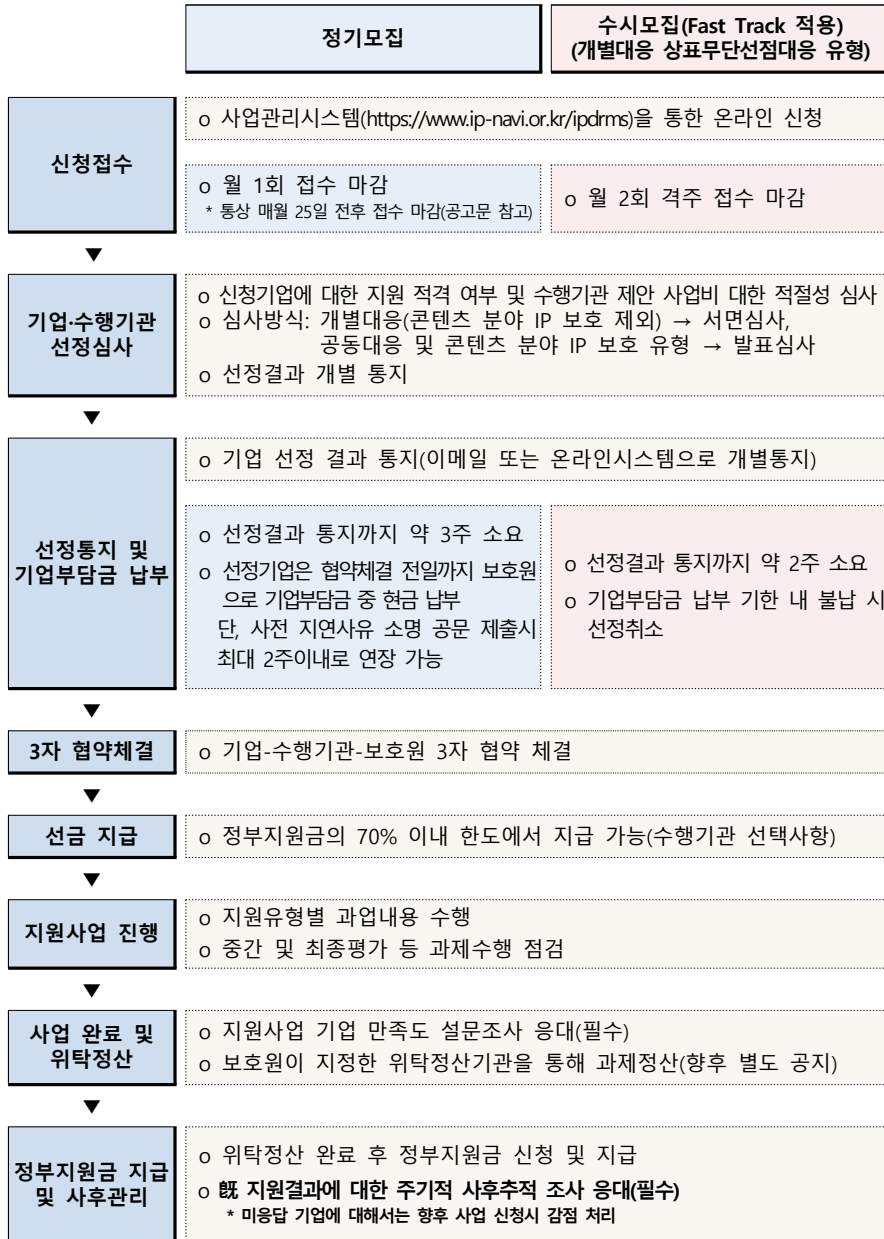 정기모집
수시모집(Fast Track 적용)
(개별대응 상표무단선점대응 유형)
신청접수
o 사업관리시스템(https://www.ip-navi.or.kr/ipdrms)을 통한 온라인 신청
o 월 1회 접수 마감
* 통상 매월 25일 전후 접수 마감(공고문 참고)
o 월 2회 격주 접수 마감
▼
기업·수행기관
선정심사
o 신청기업에 대한 지원 적격 여부 및 수행기관 제안 사업비 대한 적절성 심사
o 심사방식: 개별대응(콘텐츠 분야 IP 보호 제외) → 서면심사,
공동대응 및 콘텐츠 분야 IP 보호 유형 → 발표심사
o 선정결과 개별 통지
▼
선정통지 및
기업부담금 납부
o 기업 선정 결과 통지(이메일 또는 온라인시스템으로 개별통지)
o 선정결과 통지까지 약 3주 소요
o 선정기업은 협약체결 전일까지 보호원
으로 기업부담금 중 현금 납부
단, 사전 지연사유 소명 공문 제출시
최대 2주이내로 연장 가능
o 선정결과 통지까지 약 2주 소요
o 기업부담금 납부 기한 내 불납 시
선정취소
▼
3자 협약체결
o 기업-수행기관-보호원 3자 협약 체결
▼
선금 지급
o 정부지원금의 70% 이내 한도에서 지급 가능(수행기관 선택사항)
▼
지원사업 진행
o 지원유형별 과업내용 수행
o 중간 및 최종평가 등 과제수행 점검
▼
사업 완료 및
위탁정산
o 지원사업 기업 만족도 설문조사 응대(필수)
o 보호원이 지정한 위탁정산기관을 통해 과제정산(향후 별도 공지)
▼
정부지원금 지급
및 사후관리
o 위탁정산 완료 후 정부지원금 신청 및 지급
o 旣 지원결과에 대한 주기적 사후추적 조사 응대(필수)
* 미응답 기업에 대해서는 향후 사업 신청시 감점 처리